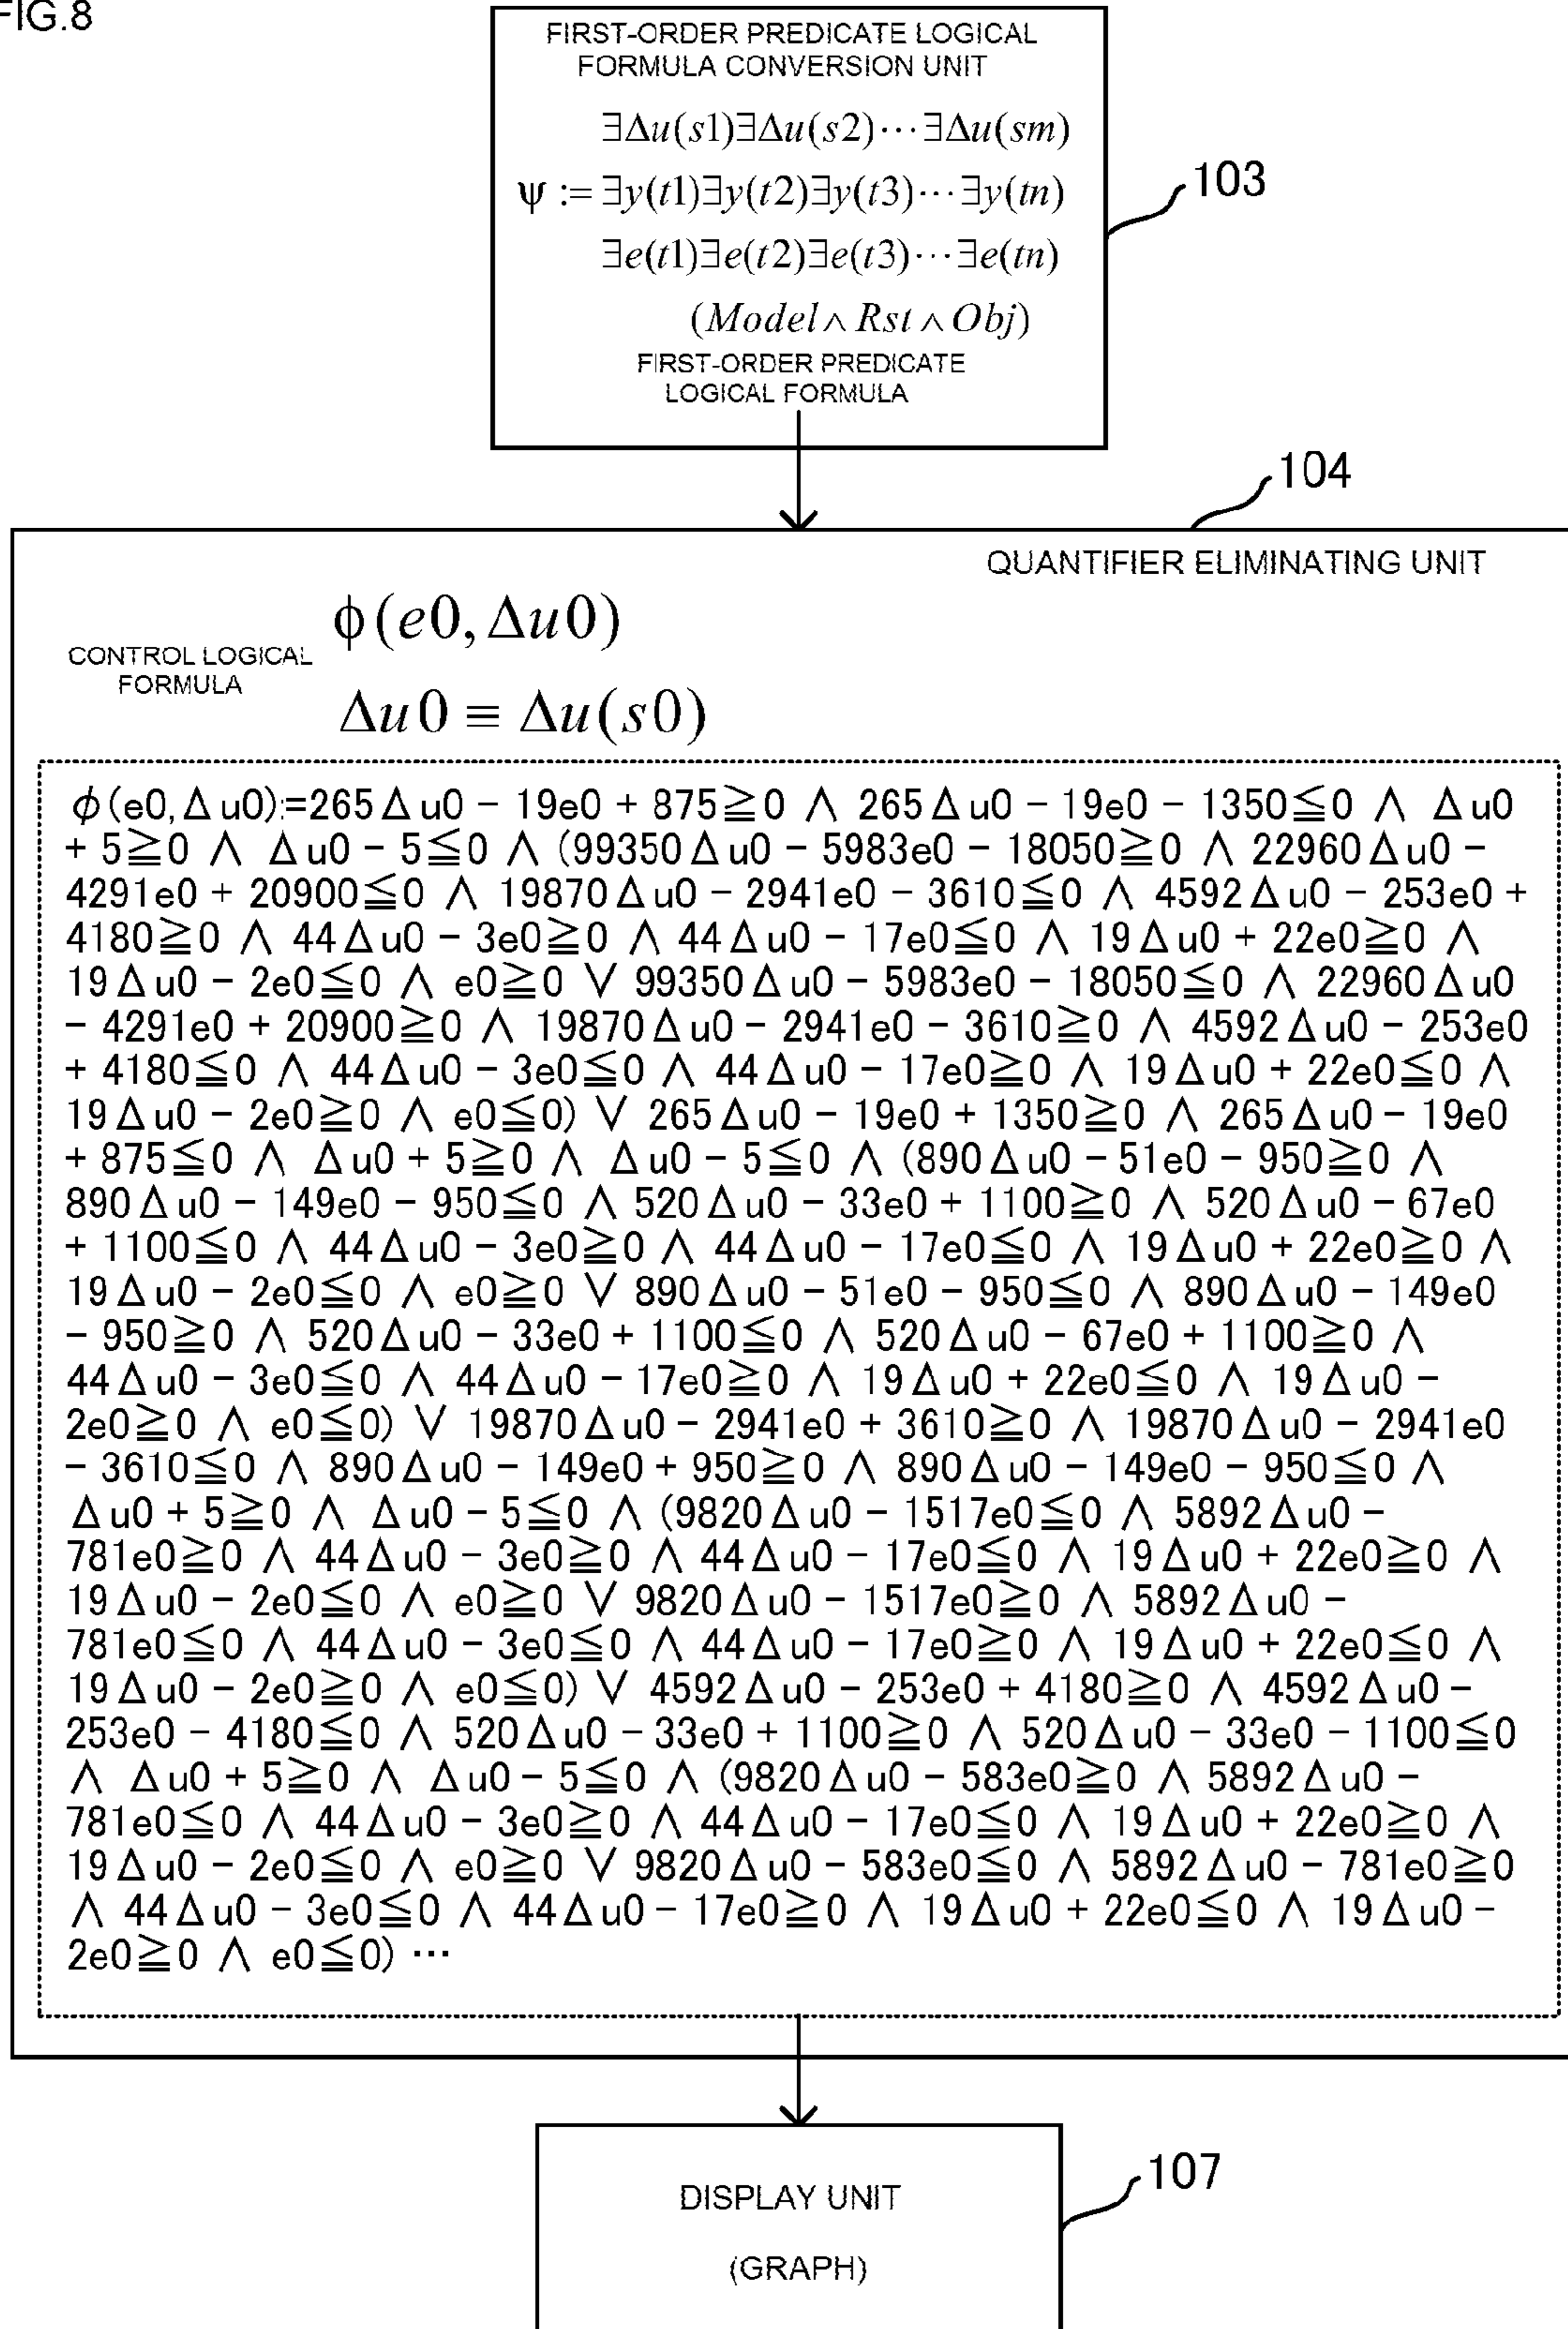 FIG.8
FIRST-ORDER PREDICATE LOGICAL
FORMULA CONVERSION UNIT
∃Δu(s1)∃Δu(s2)⋯∃Δu(sm)
ψ := ∃y(t1)∃y(t2)∃y(t3)⋯∃y(tn)
∃e(t1)∃e(t2)∃e(t3)⋯∃e(tn)
(Model ∧ Rst ∧ Obj)
FIRST-ORDER PREDICATE
LOGICAL FORMULA
103
104
QUANTIFIER ELIMINATING UNIT
CONTROL LOGICAL
FORMULA
ϕ(e0, Δu0)
Δu0 ≡ Δu(s0)
ϕ(e0,Δu0):=265Δu0 − 19e0 + 875≧0 ∧ 265Δu0 − 19e0 − 1350≦0 ∧ Δu0
+ 5≧0 ∧ Δu0 − 5≦0 ∧ (99350Δu0 − 5983e0 − 18050≧0 ∧ 22960Δu0 −
4291e0 + 20900≦0 ∧ 19870Δu0 − 2941e0 − 3610≦0 ∧ 4592Δu0 − 253e0 +
4180≧0 ∧ 44Δu0 − 3e0≧0 ∧ 44Δu0 − 17e0≦0 ∧ 19Δu0 + 22e0≧0 ∧
19Δu0 − 2e0≦0 ∧ e0≧0 ∨ 99350Δu0 − 5983e0 − 18050≦0 ∧ 22960Δu0
− 4291e0 + 20900≧0 ∧ 19870Δu0 − 2941e0 − 3610≧0 ∧ 4592Δu0 − 253e0
+ 4180≦0 ∧ 44Δu0 − 3e0≦0 ∧ 44Δu0 − 17e0≧0 ∧ 19Δu0 + 22e0≦0 ∧
19Δu0 − 2e0≧0 ∧ e0≦0) ∨ 265Δu0 − 19e0 + 1350≧0 ∧ 265Δu0 − 19e0
+ 875≦0 ∧ Δu0 + 5≧0 ∧ Δu0 − 5≦0 ∧ (890Δu0 − 51e0 − 950≧0 ∧
890Δu0 − 149e0 − 950≦0 ∧ 520Δu0 − 33e0 + 1100≧0 ∧ 520Δu0 − 67e0
+ 1100≦0 ∧ 44Δu0 − 3e0≧0 ∧ 44Δu0 − 17e0≦0 ∧ 19Δu0 + 22e0≧0 ∧
19Δu0 − 2e0≦0 ∧ e0≧0 ∨ 890Δu0 − 51e0 − 950≦0 ∧ 890Δu0 − 149e0
− 950≧0 ∧ 520Δu0 − 33e0 + 1100≦0 ∧ 520Δu0 − 67e0 + 1100≧0 ∧
44Δu0 − 3e0≦0 ∧ 44Δu0 − 17e0≧0 ∧ 19Δu0 + 22e0≦0 ∧ 19Δu0 −
2e0≧0 ∧ e0≦0) ∨ 19870Δu0 − 2941e0 + 3610≧0 ∧ 19870Δu0 − 2941e0
− 3610≦0 ∧ 890Δu0 − 149e0 + 950≧0 ∧ 890Δu0 − 149e0 − 950≦0 ∧
Δu0 + 5≧0 ∧ Δu0 − 5≦0 ∧ (9820Δu0 − 1517e0≦0 ∧ 5892Δu0 −
781e0≧0 ∧ 44Δu0 − 3e0≧0 ∧ 44Δu0 − 17e0≦0 ∧ 19Δu0 + 22e0≧0 ∧
19Δu0 − 2e0≦0 ∧ e0≧0 ∨ 9820Δu0 − 1517e0≧0 ∧ 5892Δu0 −
781e0≦0 ∧ 44Δu0 − 3e0≦0 ∧ 44Δu0 − 17e0≧0 ∧ 19Δu0 + 22e0≦0 ∧
19Δu0 − 2e0≧0 ∧ e0≦0) ∨ 4592Δu0 − 253e0 + 4180≧0 ∧ 4592Δu0 −
253e0 − 4180≦0 ∧ 520Δu0 − 33e0 + 1100≧0 ∧ 520Δu0 − 33e0 − 1100≦0
∧ Δu0 + 5≧0 ∧ Δu0 − 5≦0 ∧ (9820Δu0 − 583e0≧0 ∧ 5892Δu0 −
781e0≦0 ∧ 44Δu0 − 3e0≧0 ∧ 44Δu0 − 17e0≦0 ∧ 19Δu0 + 22e0≧0 ∧
19Δu0 − 2e0≦0 ∧ e0≧0 ∨ 9820Δu0 − 583e0≦0 ∧ 5892Δu0 − 781e0≧0
∧ 44Δu0 − 3e0≦0 ∧ 44Δu0 − 17e0≧0 ∧ 19Δu0 + 22e0≦0 ∧ 19Δu0 −
2e0≧0 ∧ e0≦0) ⋯
DISPLAY UNIT
(GRAPH)
107